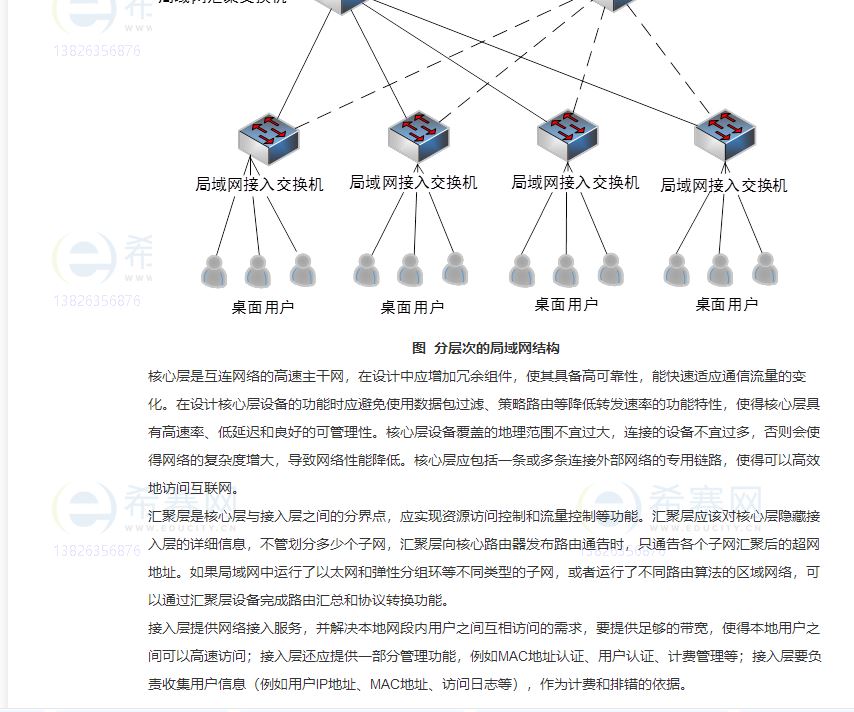 局域网汇聚交换机
希
www
13826356876
局域网接入交换机 局域网接入交换机 局域网接入交换机 局域网接入交换机
希
www
13826356876
桌面用户 桌面用户 桌面用户 桌面用户
图 分层次的局域网结构
核心层是互连网络的高速主干网，在设计中应增加冗余组件，使其具备高可靠性，能快速适应通信流量的变
化。在设计核心层设备的功能时应避免使用数据包过滤、策略路由等降低转发速率的功能特性，使得核心层具
有高速率、低延迟和良好的可管理性。核心层设备覆盖的地理范围不宜过大，连接的设备不宜过多，否则会使
得网络的复杂度增大，导致网络性能降低。核心层应包括一条或多条连接外部网络的专用链路，使得可以高效
地访问互联网。
希赛网 希赛网
WWW.EDUCITY.CN WWW.EDUCITY.CN
汇聚层是核心层与接入层之间的分界点，应实现资源访问控制和流量控制等功能。汇聚层应该对核心层隐藏接
入层的详细信息，不管划分多少个子网，汇聚层向核心路由器发布路由通告时，只通告各个子网汇聚后的超网
13826356876 13826356876
地址。如果局域网中运行了以太网和弹性分组环等不同类型的子网，或者运行了不同路由算法的区域网络，可
以通过汇聚层设备完成路由汇总和协议转换功能。
接入层提供网络接入服务，并解决本地网段内用户之间互相访问的需求，要提供足够的带宽，使得本地用户之
间可以高速访问；接入层还应提供一部分管理功能，例如MAC地址认证、用户认证、计费管理等；接入层要负
责收集用户信息（例如用户IP地址、MAC地址、访问日志等），作为计费和排错的依据。